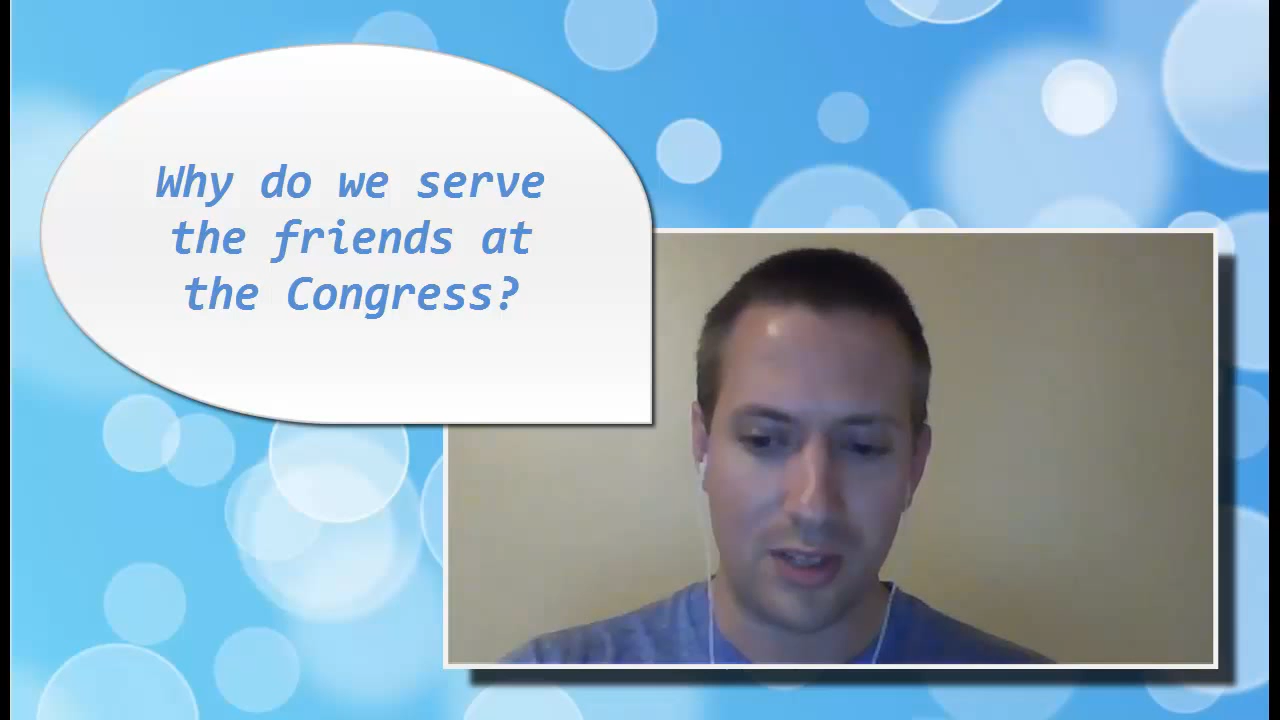 Why do we serve
the friends at
the Congress?